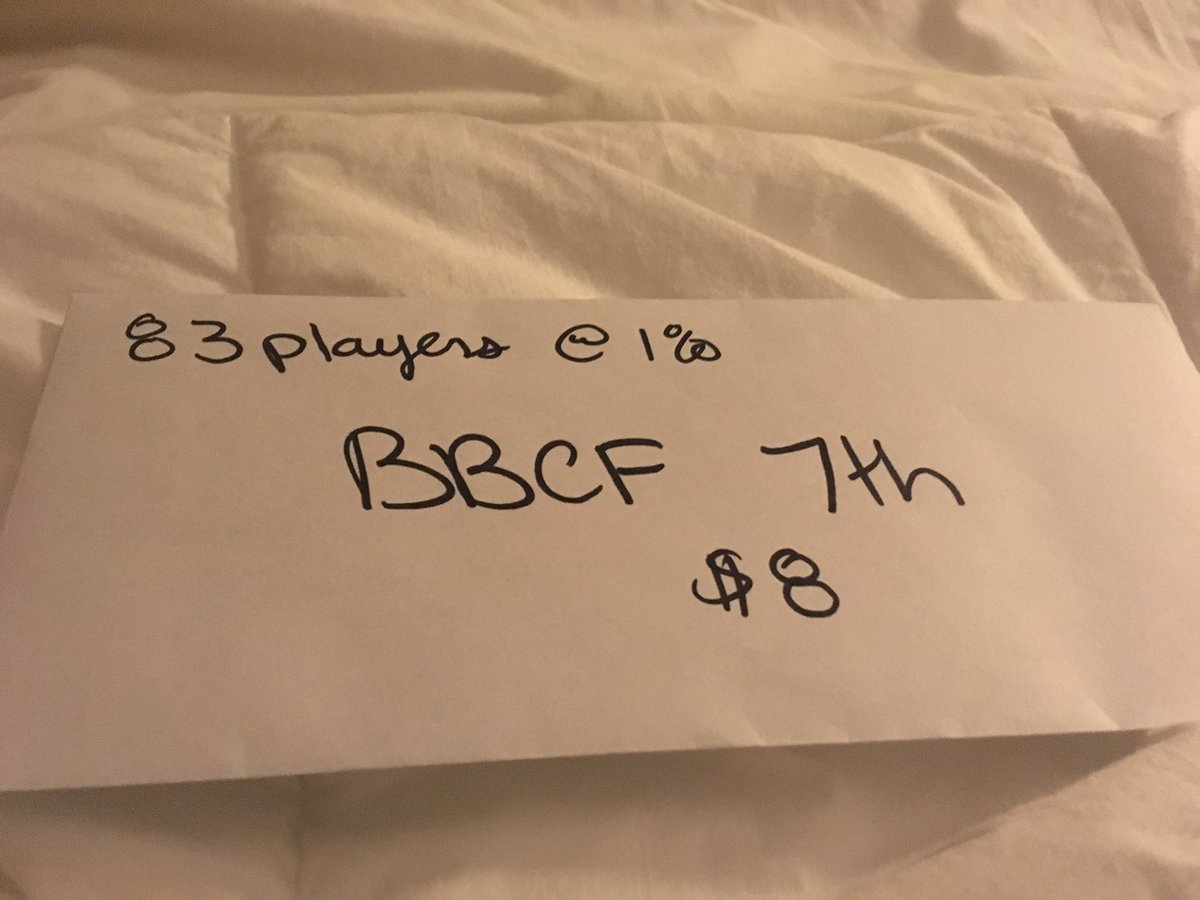 83 players @ 1%
BBCF 7th
$8